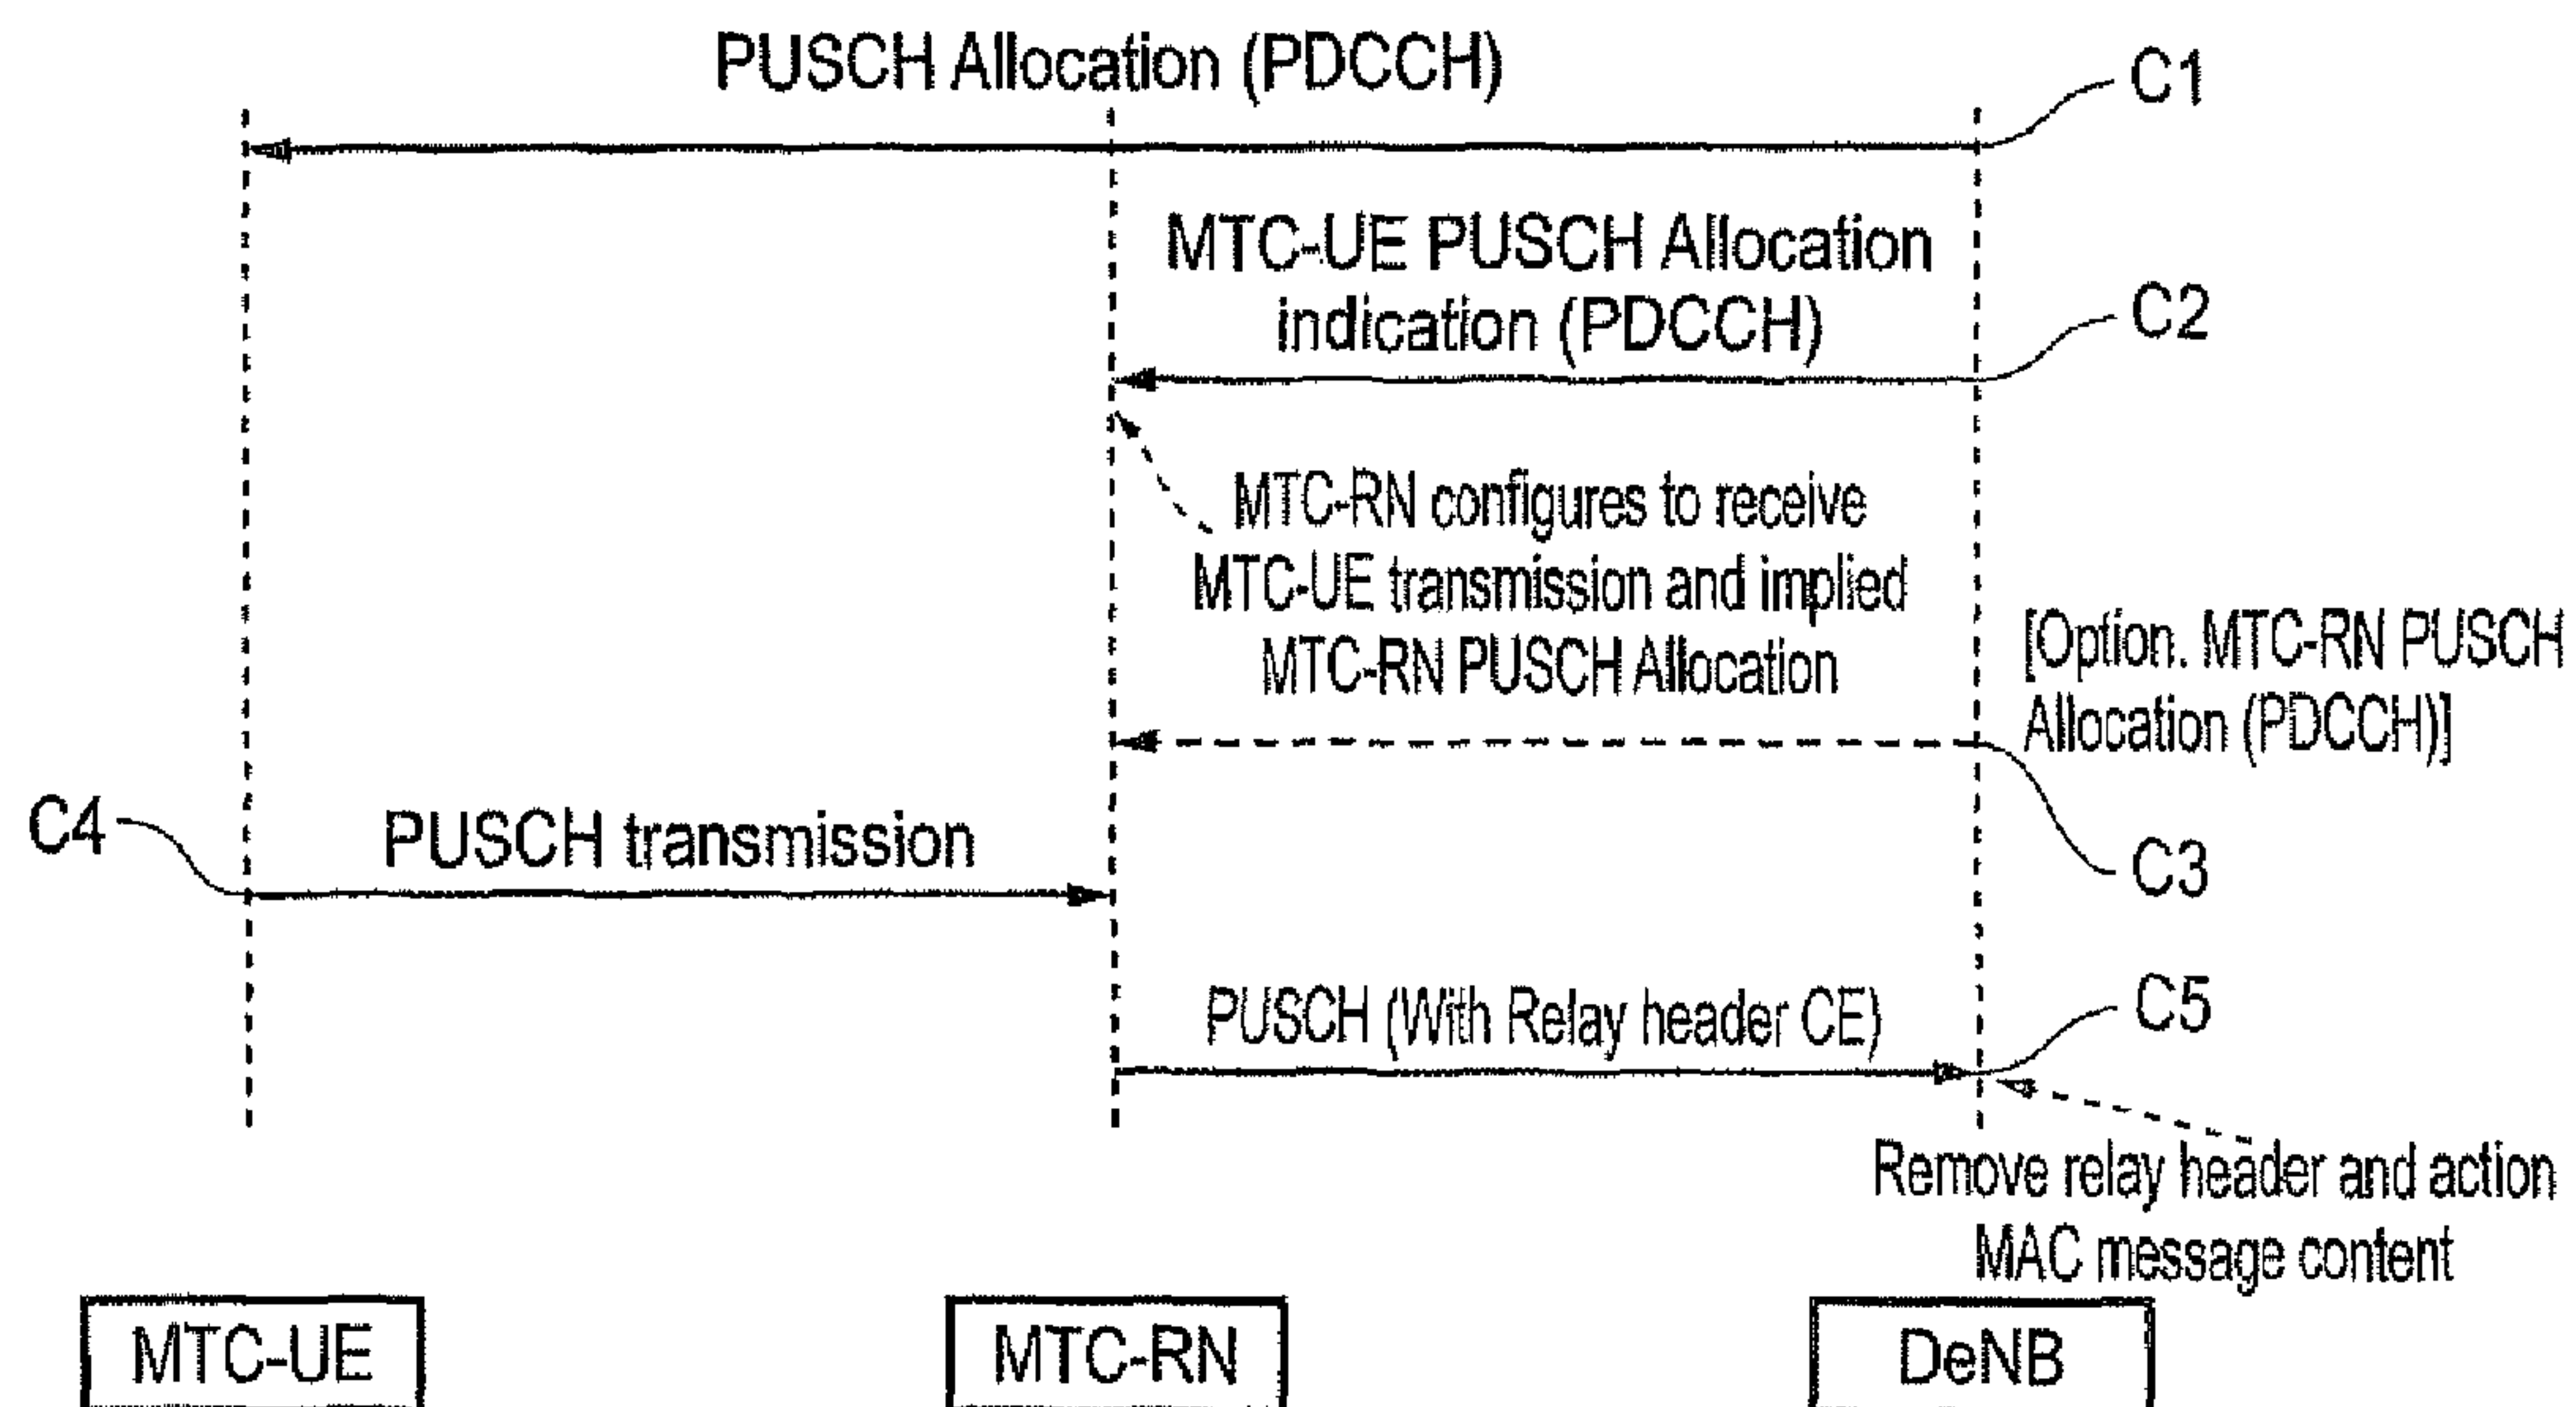 PUSCH Allocation (PDCCH)
C1
MTC-UE PUSCH Allocation
indication (PDCCH)
C2
MTC-RN configures to receive
MTC-UE transmission and implied
MTC-RN PUSCH Allocation
[Option. MTC-RN PUSCH
Allocation (PDCCH)]
C4
PUSCH transmission
C3
PUSCH (With Relay header CE)
C5
Remove relay header and action
MAC message content
MTC-UE
MTC-RN
DeNB